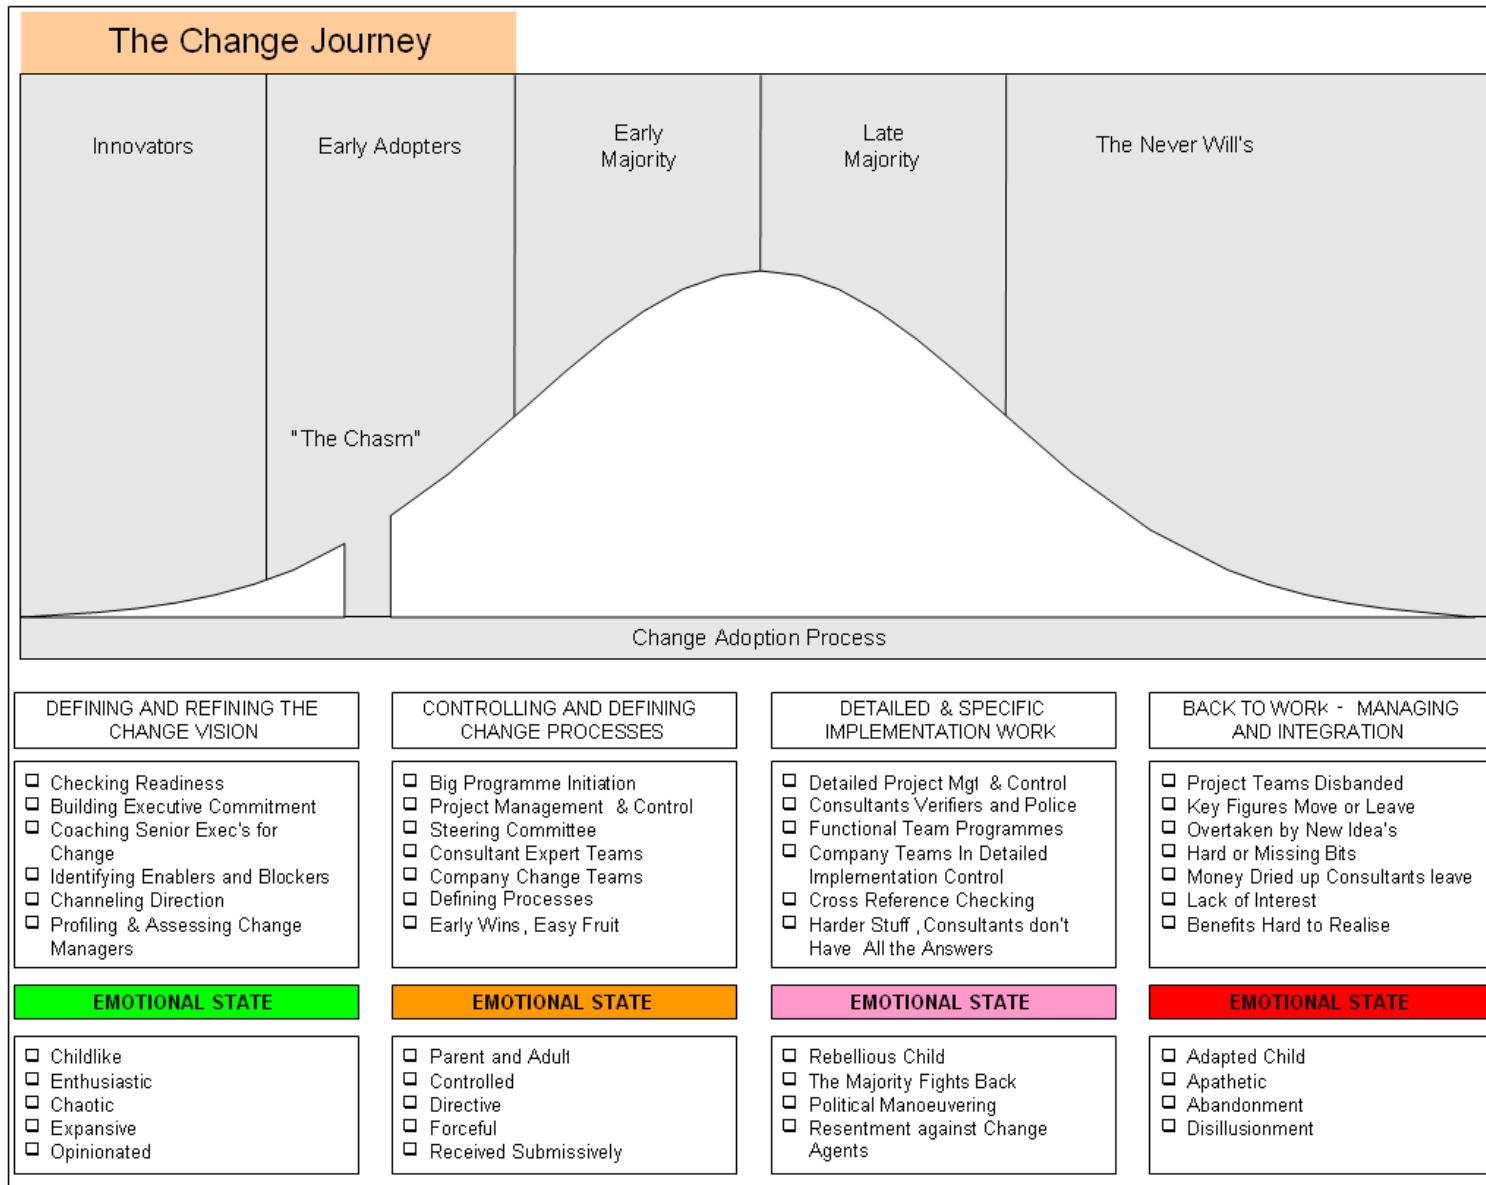 The Change Journey
Innovators
Early Adopters
Early
Majority
Late
Majority
The Never Will's
"The Chasm"
Change Adoption Process
DEFINING AND REFINING THE
CHANGE VISION
Checking Readiness
Building Executive Commitment
Coaching Senior Exec's for
Change
Identifying Enablers and Blockers
Channeling Direction
Profiling & Assessing Change
Managers
EMOTIONAL STATE
Childlike
Enthusiastic
Chaotic
Expansive
Opinionated
CONTROLLING AND DEFINING
CHANGE PROCESSES
Big Programme Initiation
Project Management & Control
Steering Committee
Consultant Expert Teams
Company Change Teams
Defining Processes
Early Wins, Easy Fruit
EMOTIONAL STATE
Parent and Adult
Controlled
Directive
Forceful
Received Submissively
DETAILED & SPECIFIC
IMPLEMENTATION WORK
Detailed Project Mgt & Control
Consultants Verifiers and Police
Functional Team Programmes
Company Teams In Detailed
Implementation Control
Cross Reference Checking
Harder Stuff, Consultants don't
Have All the Answers
EMOTIONAL STATE
Rebellious Child
The Majority Fights Back
Political Manoeuvering
Resentment against Change
Agents
BACK TO WORK - MANAGING
AND INTEGRATION
Project Teams Disbanded
Key Figures Move or Leave
Overtaken by New Idea's
Hard or Missing Bits
Money Dried up Consultants leave
Lack of Interest
Benefits Hard to Realise
EMOTIONAL STATE
Adapted Child
Apathetic
Abandonment
Disillusionment